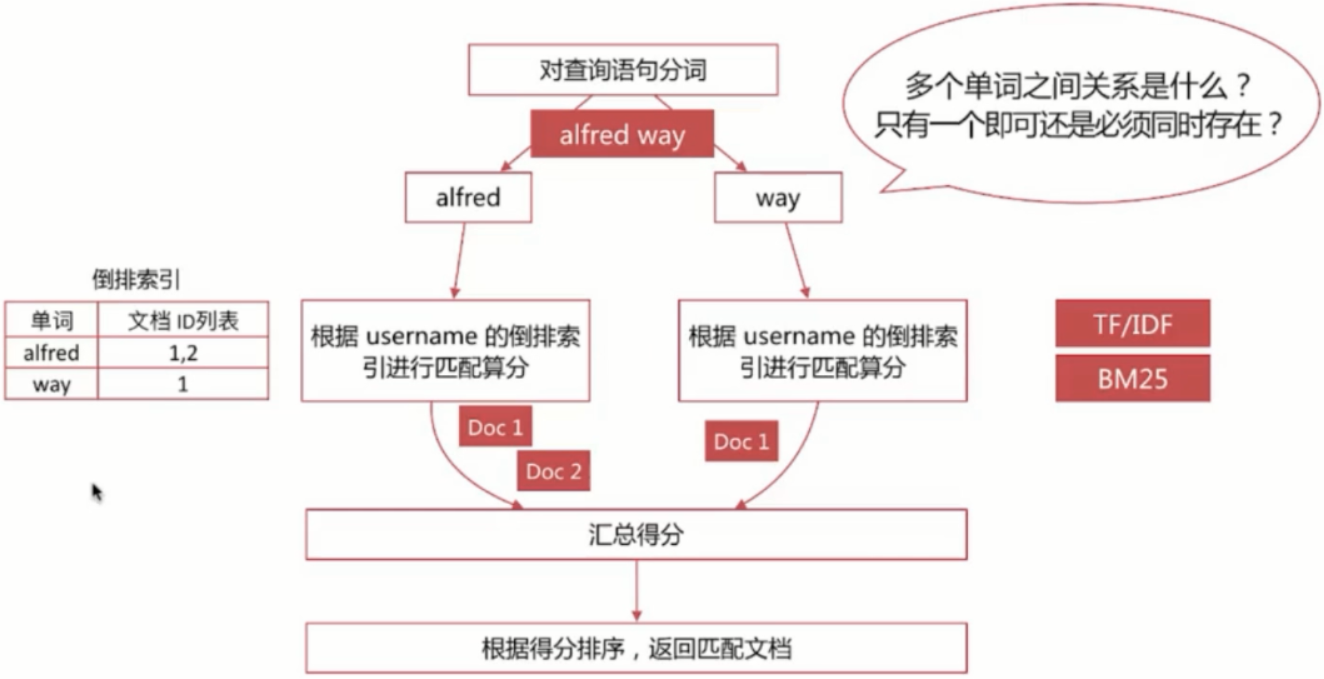 对查询语句分词
多个单词之间关系是什么？
只有一个即可还是必须同时存在？
alfred way
alfred
way
倒排索引
单词 文档 ID列表
alfred 1,2
way 1
根据 username 的倒排索
引进行匹配算分
根据 username 的倒排索
引进行匹配算分
TF/IDF
BM25
Doc 1
Doc 2
Doc 1
汇总得分
根据得分排序，返回匹配文档